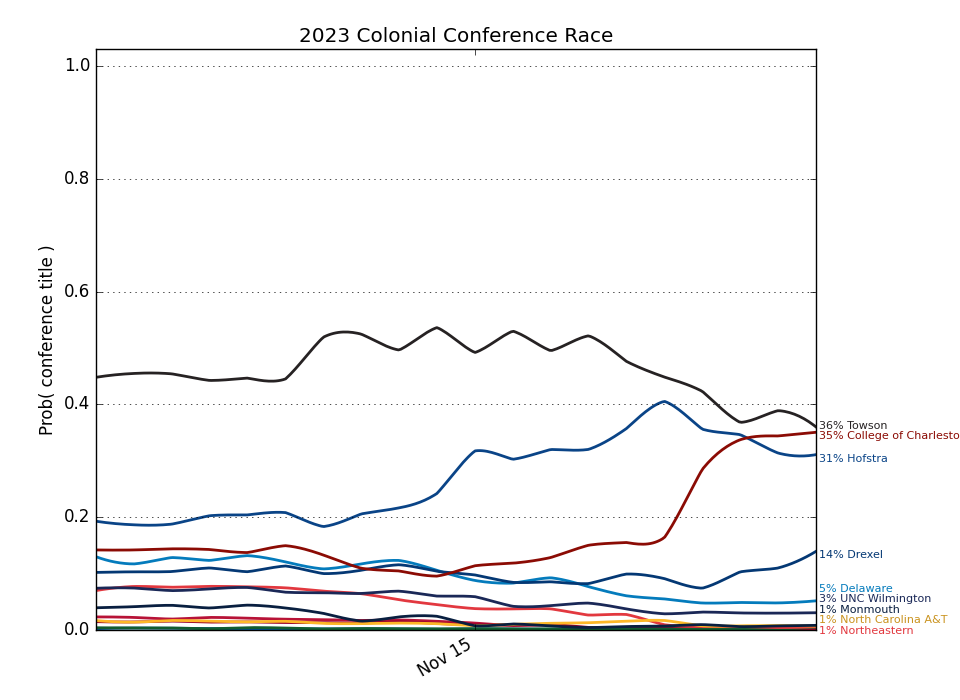 2023 Colonial Conference Race
1.0
0.8
0.6
0.4
0.2
0.0
Prob( conference title )
Nov 15
36% Towson
35% College of Charlesto
31% Hofstra
14% Drexel
5% Delaware
3% UNC Wilmington
1% Monmouth
1% North Carolina A&T
1% Northeastern